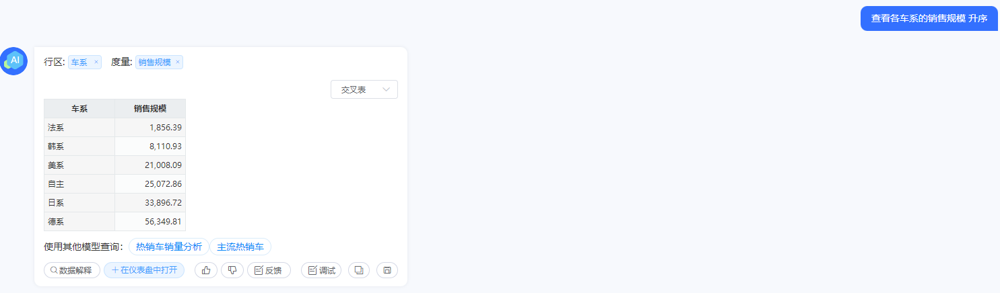 查看各车系的销售规模 升序
AI
行区: 车系 × 度量: 销售规模 ×
交叉表
车系 销售规模
法系 1,856.39
韩系 8,110.93
美系 21,008.09
自主 25,072.86
日系 33,896.72
德系 56,349.81
使用其他模型查询： 热销车销量分析 主流热销车
数据解释 +在仪表盘中打开 反馈 调试